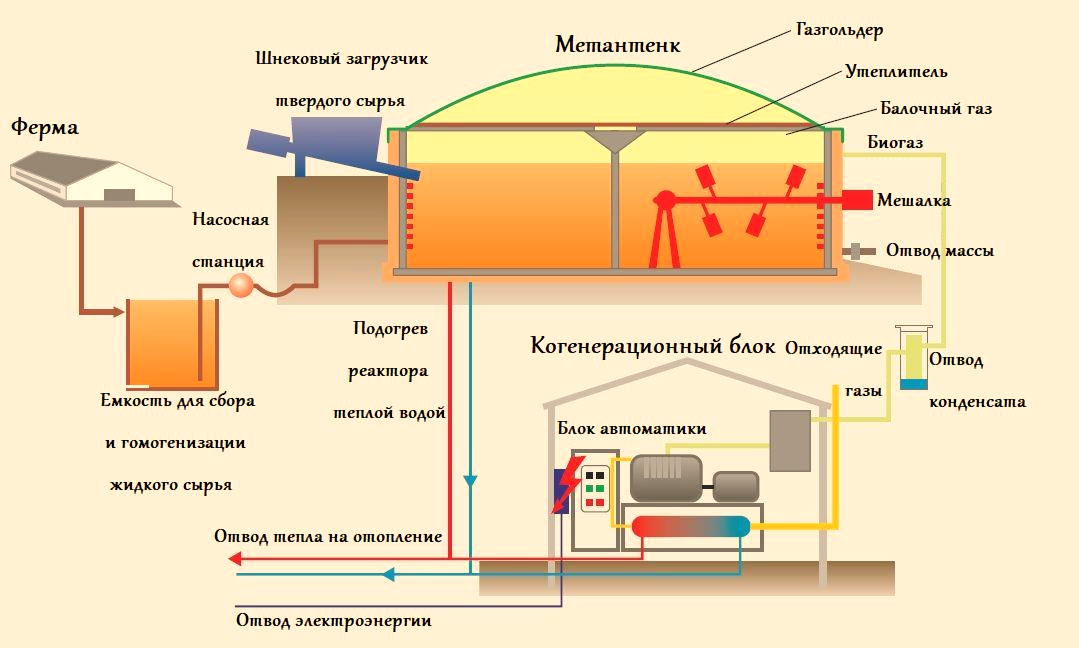 Метантенк
Газгольдер
Утеплитель
Балочный газ
Биогаз
Мешалка
Отвод массы
Шнековый загрузчик
твердого сырья
Ферма
Насосная
станция
Емкость для сбора
и гомогенизации
жидкого сырья
Подогрев
реактора
теплой водой
Когенерационный блок
Отходящие
газы
Отвод
конденсата
Блок автоматики
Отвод тепла на отопление
Отвод электроэнергии